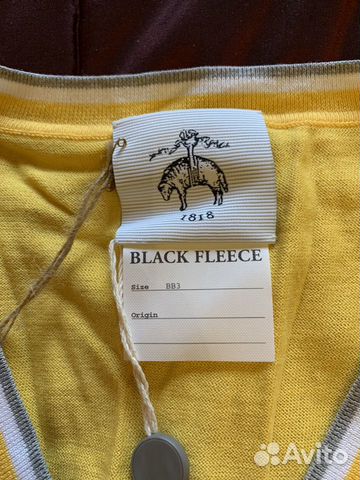 1818
BLACK FLEECE
Size BB3
Origin
Avito